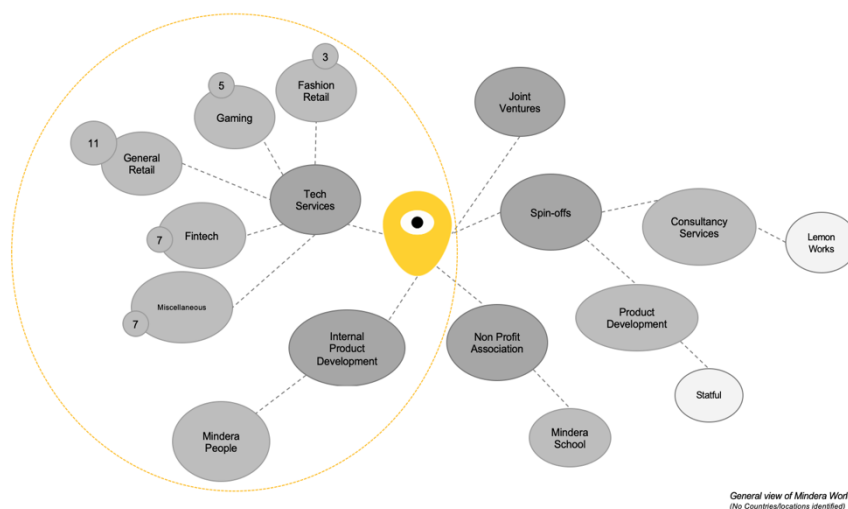 3
Fashion
Retail
5
Gaming
11
General
Retail
Tech
Services
7
Fintech
Miscellaneous
7
Internal
Product
Development
Mindera
People
Joint
Ventures
Spin-offs
Consultancy
Services
Lemon
Works
Product
Development
Statful
Non Profit
Association
Mindera
School
General view of Mindera Worl
(No Countries/locations identified)